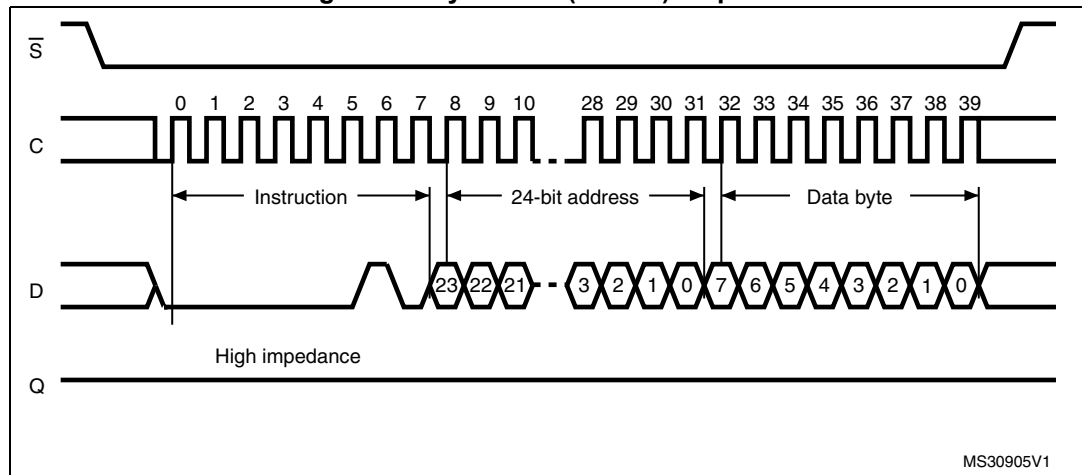 S
0 1 2 3 4 5 6 7 8 9 10 28 29 30 31 32 33 34 35 36 37 38 39
C
Instruction 24-bit address Data byte
D 23 22 21 3 2 1 0 7 6 5 4 3 2 1 0
High impedance
Q
MS30905V1